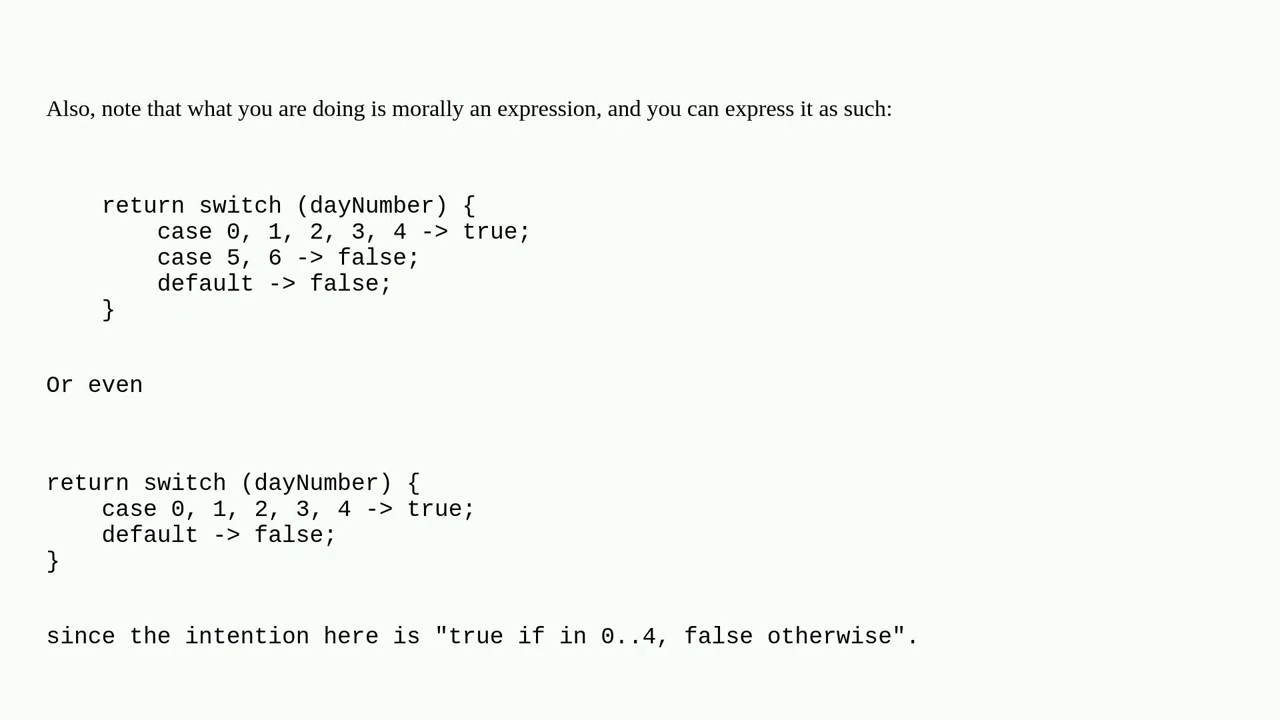 Also, note that what you are doing is morally an expression, and you can express it as such:
    return switch (dayNumber) {
        case 0, 1, 2, 3, 4 -> true;
        case 5, 6 -> false;
        default -> false;
    }
Or even
return switch (dayNumber) {
    case 0, 1, 2, 3, 4 -> true;
    default -> false;
}
since the intention here is "true if in 0..4, false otherwise".